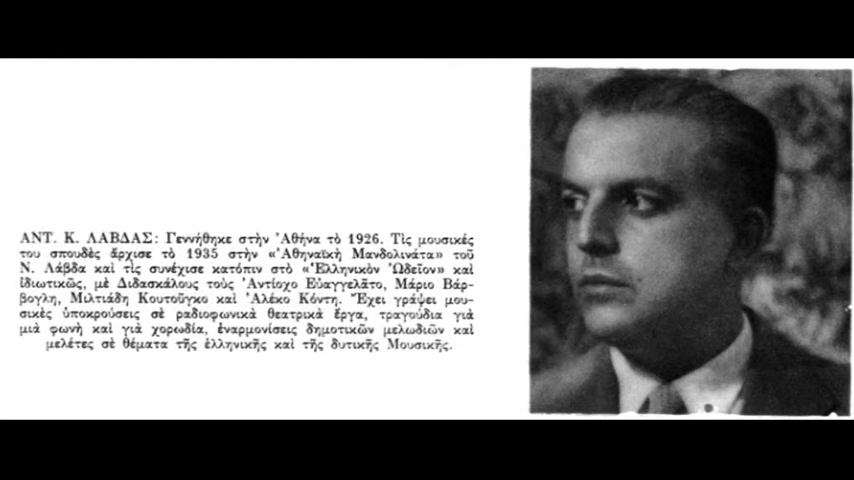 ΑΝΤ. Κ. ΛΑΒΔΑΣ: Γεννήθηκε στὴν Ἀθήνα τὸ 1926. Τὶς μουσικές
του σπουδὲς ἄρχισε τὸ 1935 στὴν «Ἀθηναϊκὴ Μανδολινάτα» τοῦ
Ν. Λάβδα καὶ τὶς συνέχισε κατόπιν στὸ «Ἑλληνικὸν Ὠδεῖον» καὶ
ἰδιωτικῶς, μὲ Διδασκάλους τοὺς Ἀντίοχο Εὐαγγελᾶτο, Μάριο Βάρ-
βογλη, Μιλτιάδη Κουτοῦγκο καὶ Ἀλέκο Κόντη. Ἔχει γράψει μου-
σικὲς ὑποκρούσεις σὲ ραδιοφωνικὰ θεατρικὰ ἔργα, τραγούδια γιὰ
μιὰ φωνὴ καὶ γιὰ χορωδία, ἐναρμονίσεις δημοτικῶν μελωδιῶν καὶ
μελέτες σὲ θέματα τῆς ἑλληνικῆς καὶ τῆς δυτικῆς Μουσικῆς.